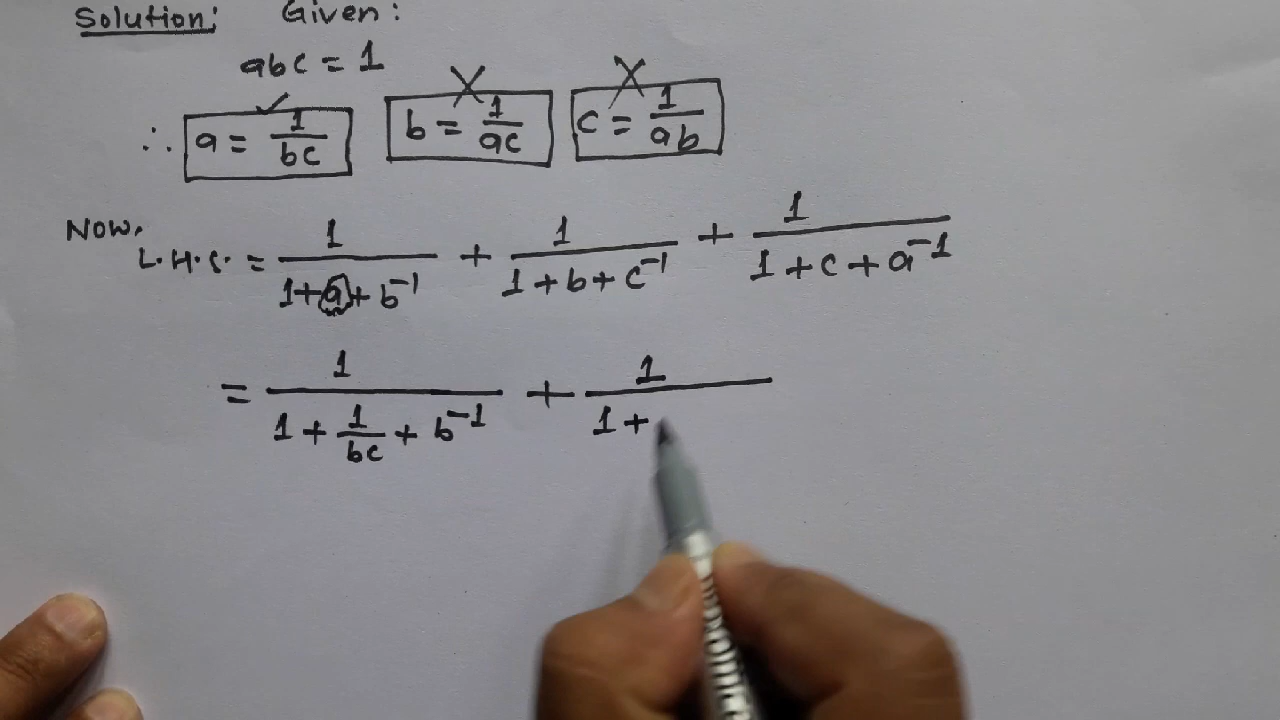 Solution: Given:
abc = 1
∴ a = 1/bc b = 1/ac c = 1/ab
Now,
L.H.S. = 1/(1+a+b⁻¹) + 1/(1+b+c⁻¹) + 1/(1+c+a⁻¹)
= 1/(1+1/bc+b⁻¹) + 1/(1+